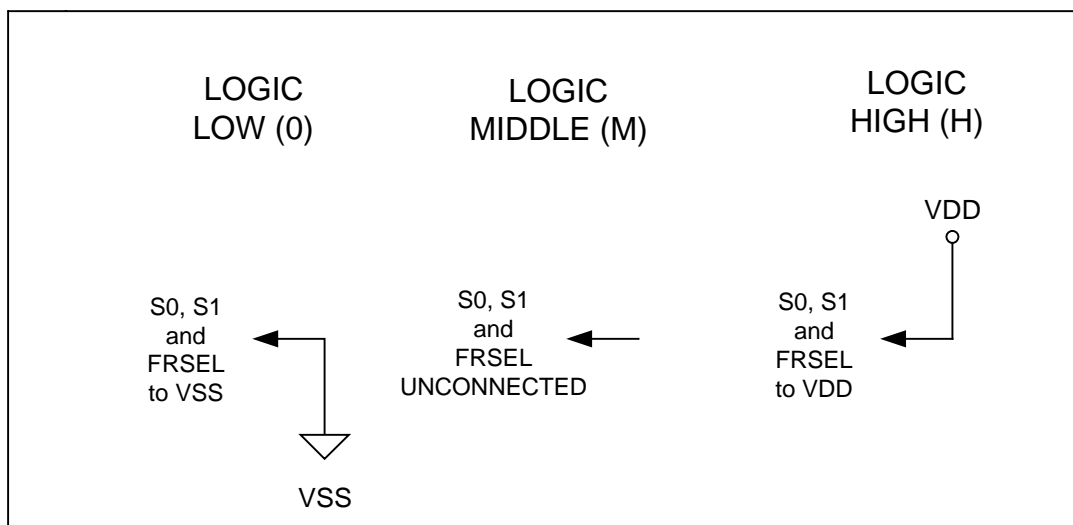 LOGIC
LOW (0)
LOGIC
MIDDLE (M)
LOGIC
HIGH (H)
VDD
S0, S1
and
FRSEL
to VSS
VSS
S0, S1
and
FRSEL
UNCONNECTED
S0, S1
and
FRSEL
to VDD